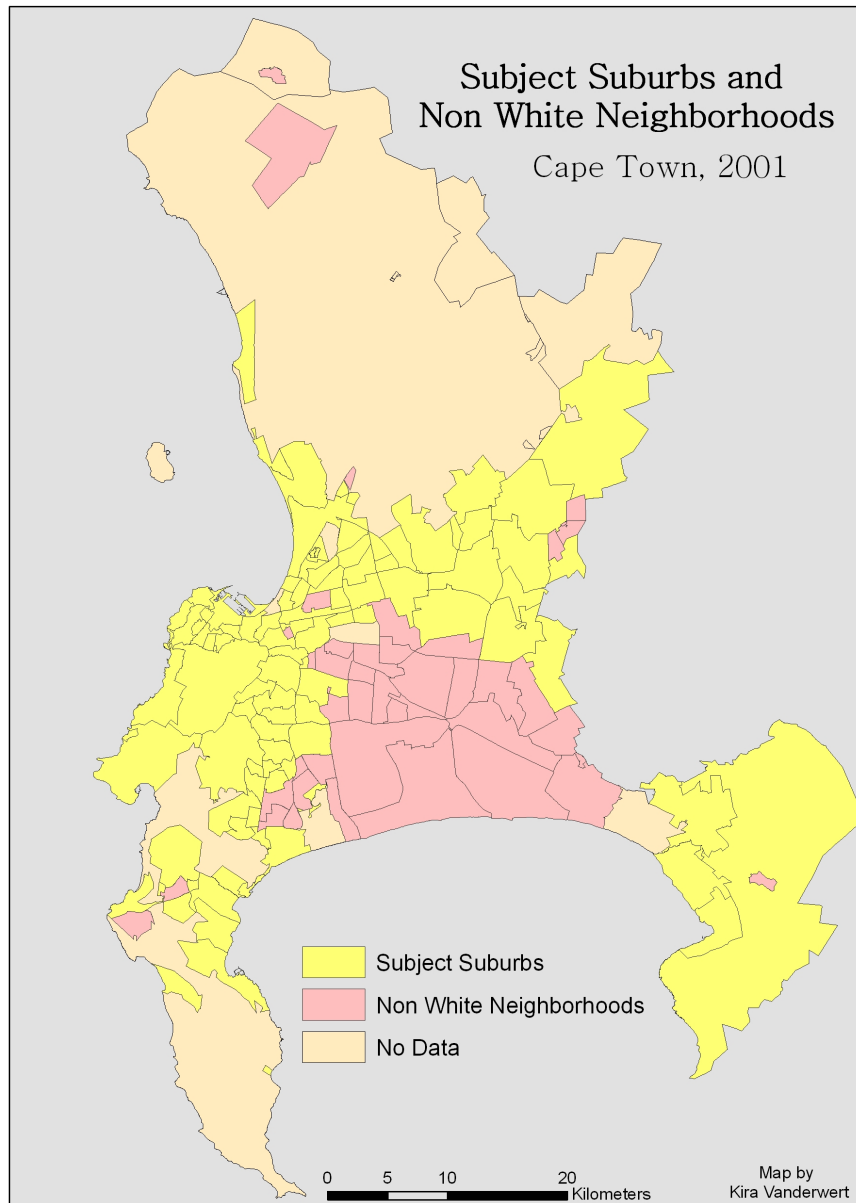 Subject Suburbs and
Non White Neighborhoods
Cape Town, 2001
Subject Suburbs
Non White Neighborhoods
No Data
0 5 10 20
Kilometers
Map by
Kira Vanderwert